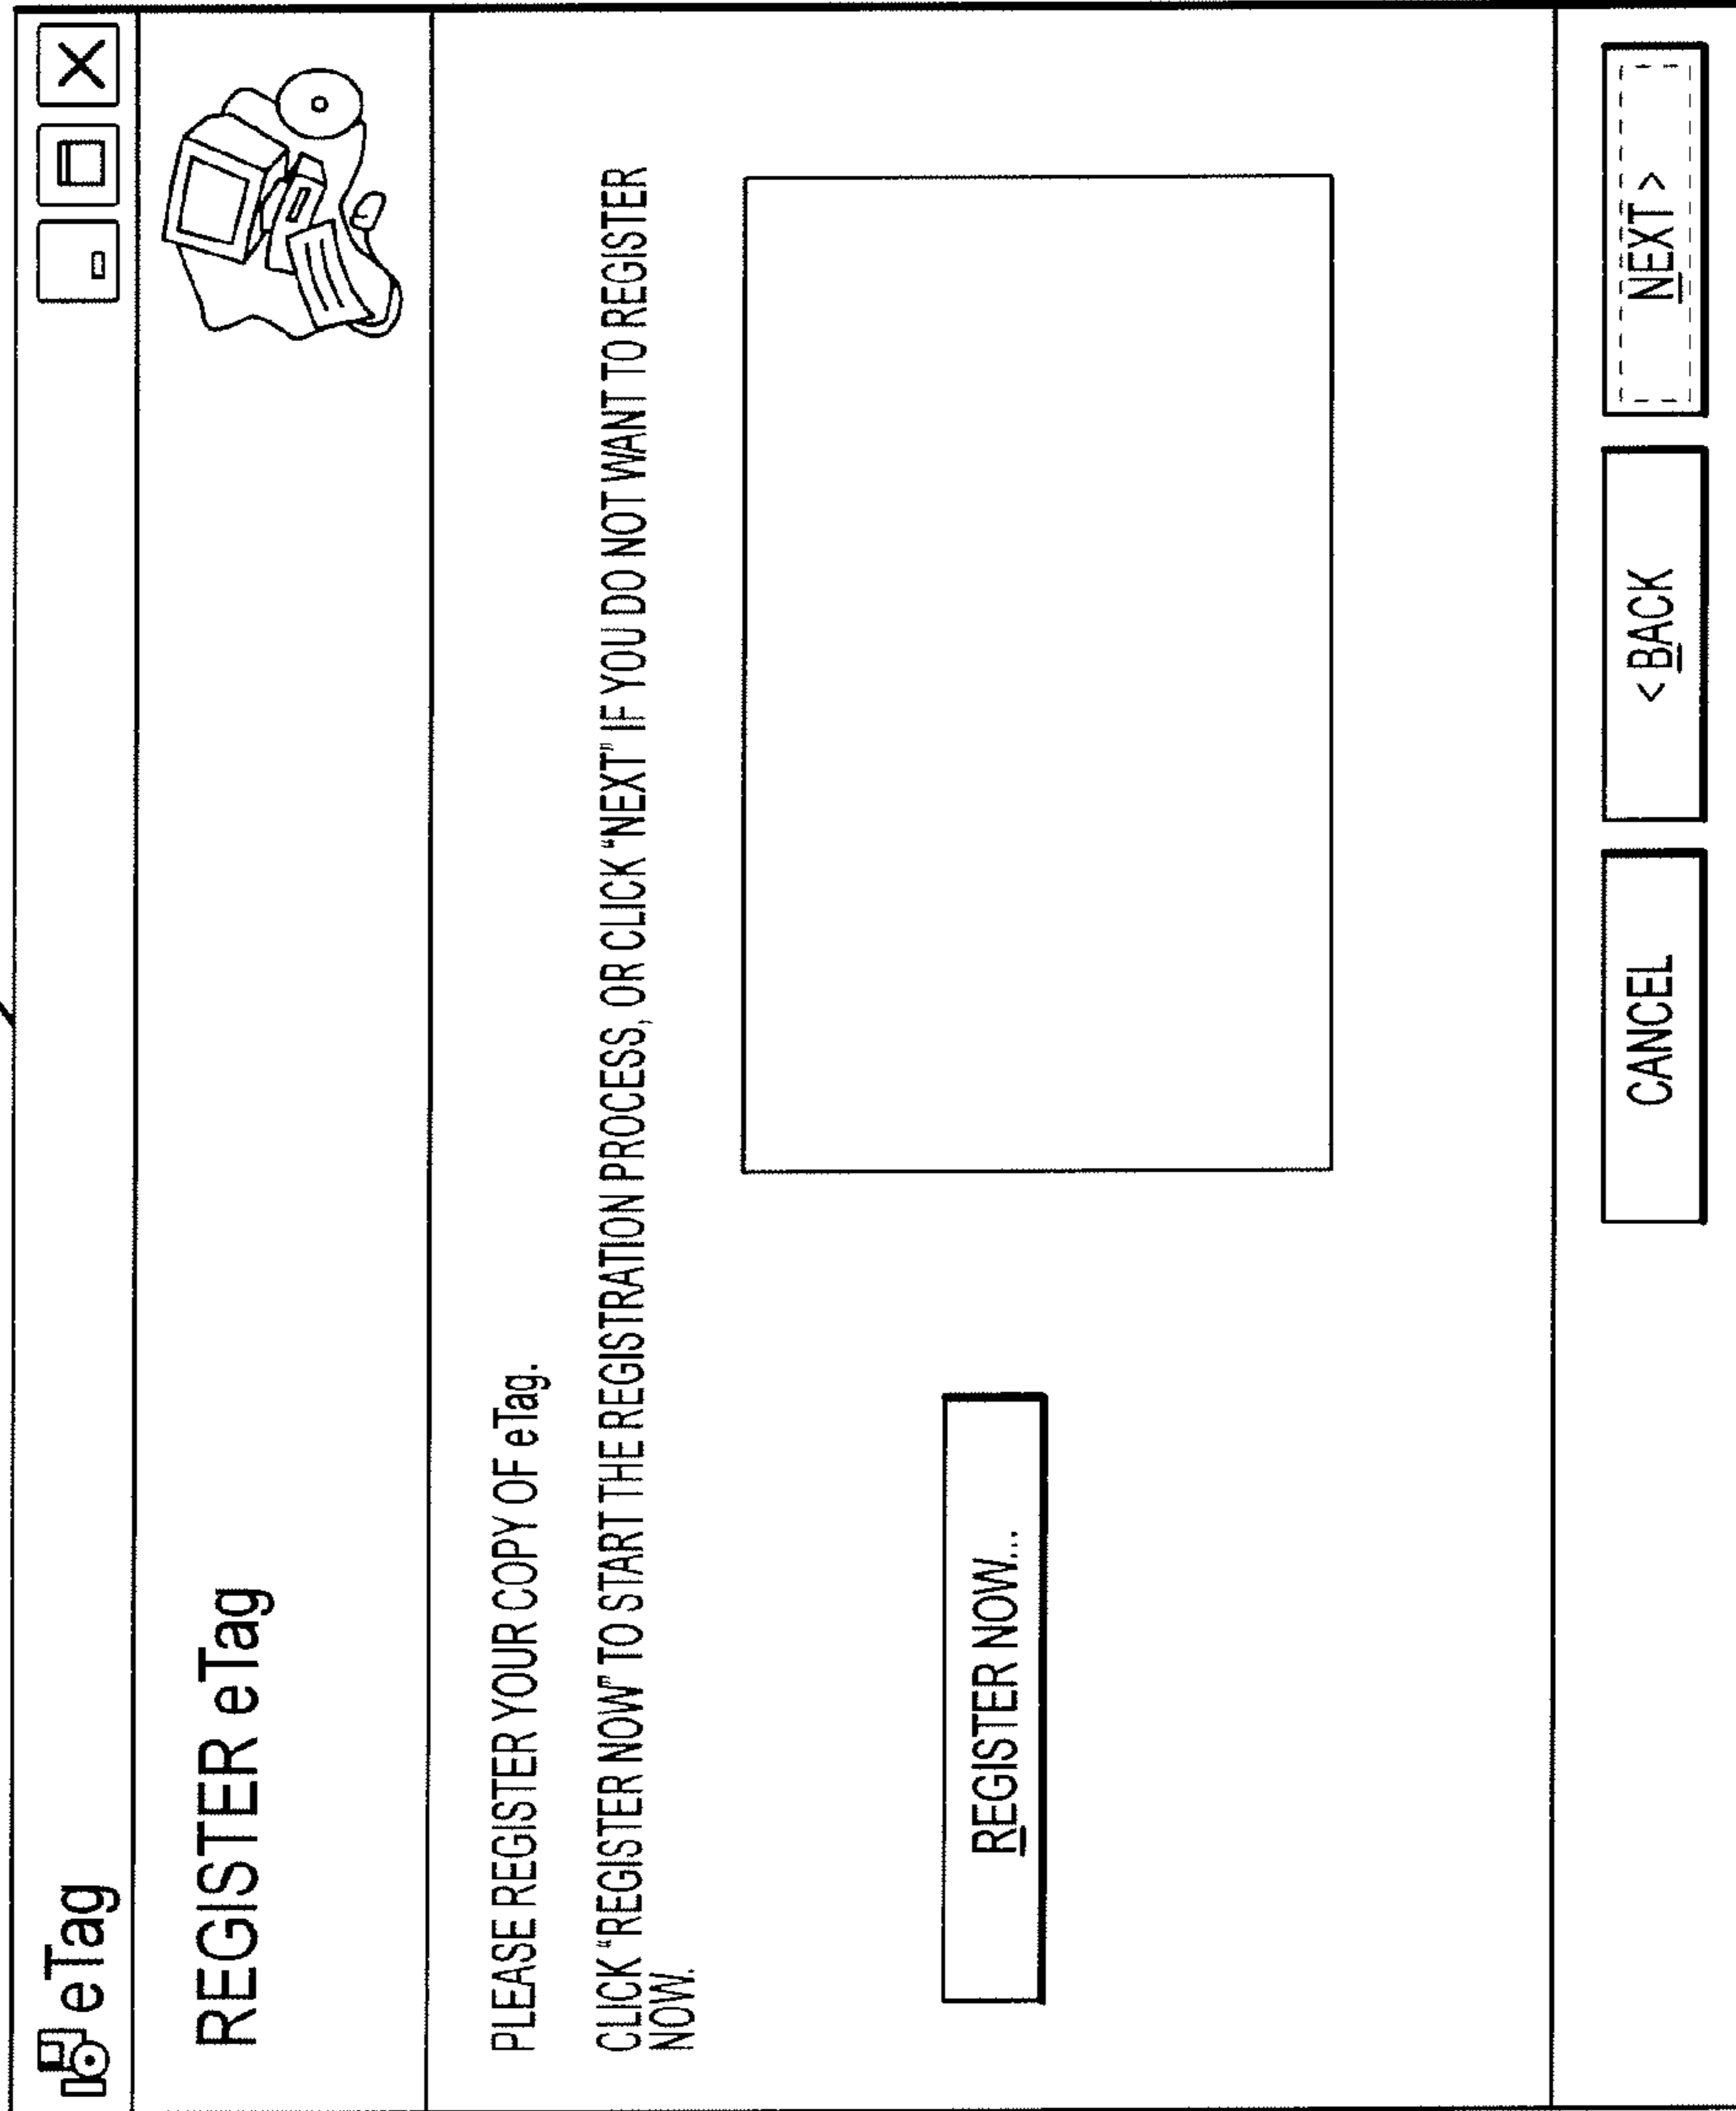 eTag
REGISTER eTag
PLEASE REGISTER YOUR COPY OF eTag.
CLICK “REGISTER NOW” TO START THE REGISTRATION PROCESS, OR CLICK “NEXT” IF YOU DO NOT WANT TO REGISTER
NOW.
REGISTER NOW...
CANCEL
< BACK
NEXT >